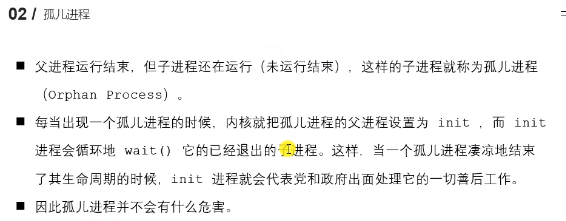 02 / 孤儿进程
■ 父进程运行结束，但子进程还在运行（未运行结束），这样的子进程就称为孤儿进程
（Orphan Process）。
■ 每当出现一个孤儿进程的时候，内核就把孤儿进程的父进程设置为 init ，而 init
进程会循环地 wait() 它的已经退出的子进程。这样，当一个孤儿进程凄凉地结束
了其生命周期的时候，init 进程就会代表党和政府出面处理它的一切善后工作。
■ 因此孤儿进程并不会有什么危害。